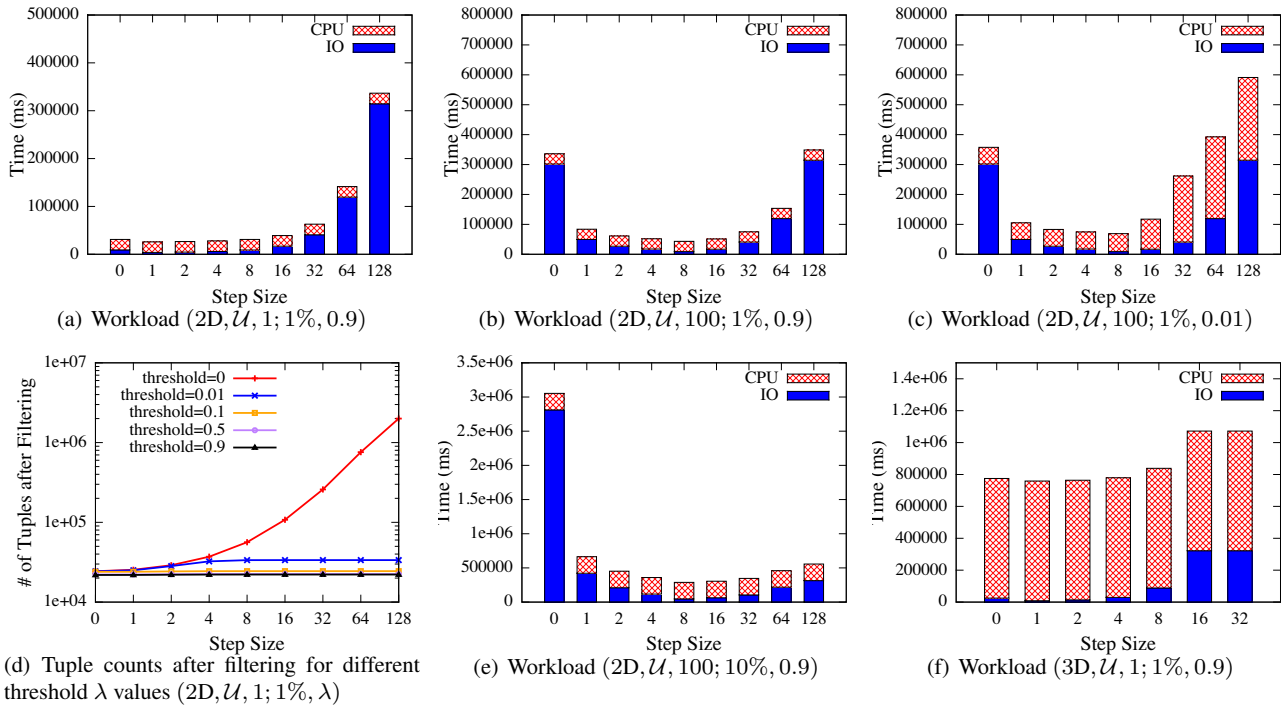 500000
400000
300000
200000
100000
0
Time (ms)
CPU
IO
0 1 2 4 8 16 32 64 128
Step Size
(a) Workload (2D, 𝒰, 1; 1%, 0.9)
800000
700000
600000
500000
400000
300000
200000
100000
0
Time (ms)
CPU
IO
0 1 2 4 8 16 32 64 128
Step Size
(b) Workload (2D, 𝒰, 100; 1%, 0.9)
800000
700000
600000
500000
400000
300000
200000
100000
0
Time (ms)
CPU
IO
0 1 2 4 8 16 32 64 128
Step Size
(c) Workload (2D, 𝒰, 100; 1%, 0.01)
1e+07
1e+06
1e+05
1e+04
# of Tuples after Filtering
threshold=0
threshold=0.01
threshold=0.1
threshold=0.5
threshold=0.9
0 1 2 4 8 16 32 64 128
Step Size
(d) Tuple counts after filtering for different
threshold λ values (2D, 𝒰, 1; 1%, λ)
3.5e+06
3e+06
2.5e+06
2e+06
1.5e+06
1e+06
500000
0
Time (ms)
CPU
IO
0 1 2 4 8 16 32 64 128
Step Size
(e) Workload (2D, 𝒰, 100; 10%, 0.9)
1.4e+06
1.2e+06
1e+06
800000
600000
400000
200000
0
Time (ms)
CPU
IO
0 1 2 4 8 16 32
Step Size
(f) Workload (3D, 𝒰, 1; 1%, 0.9)